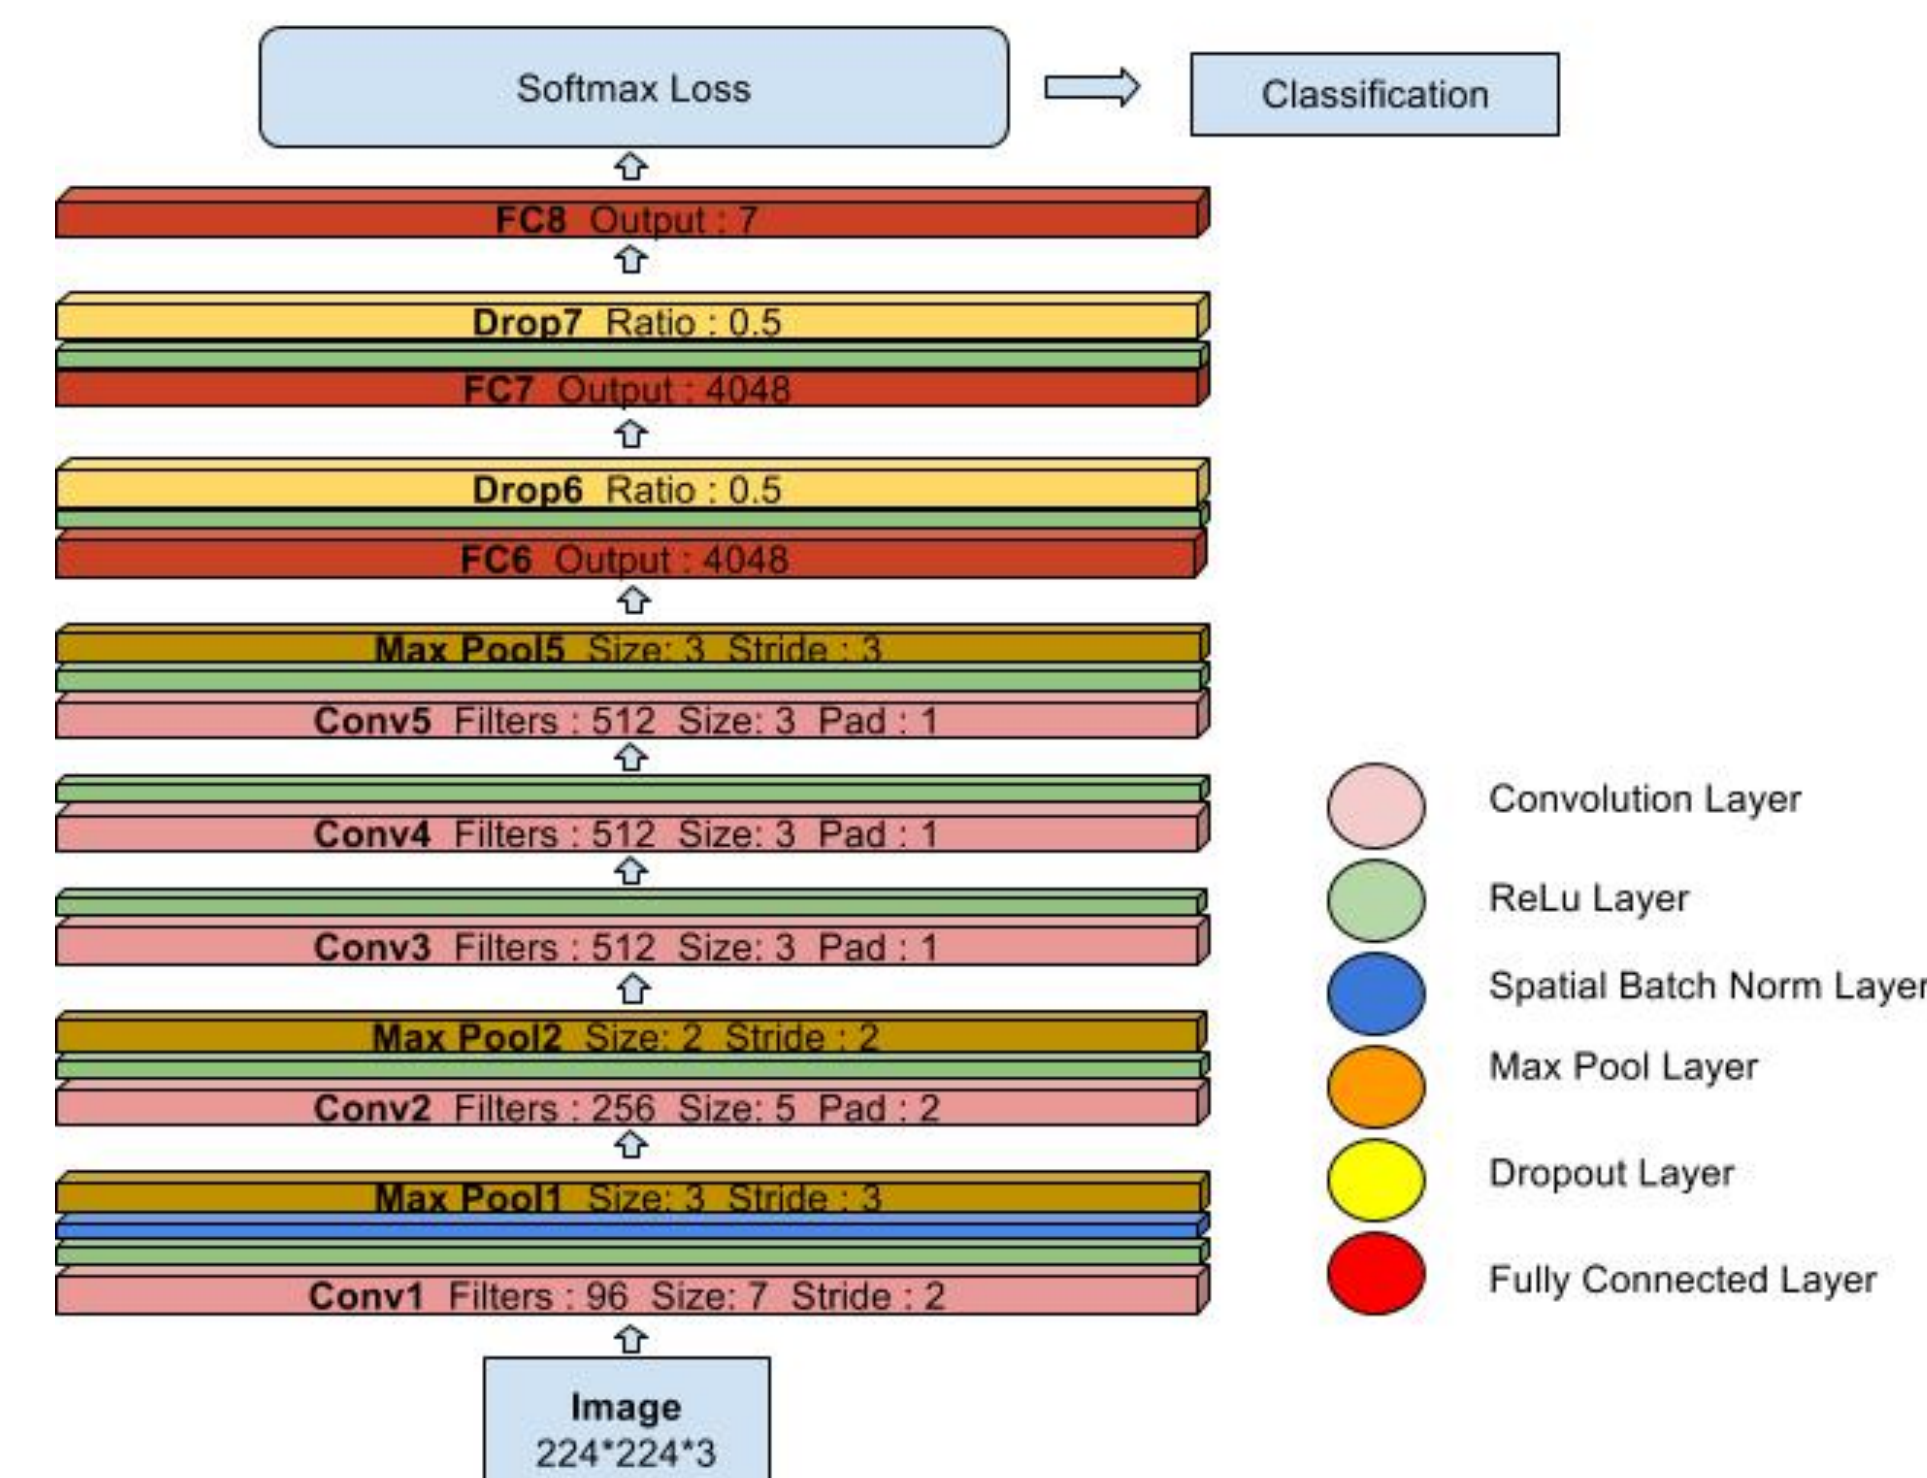 Softmax Loss
Classification
FC8 Output : 7
Drop7 Ratio : 0.5
FC7 Output : 4048
Drop6 Ratio : 0.5
FC6 Output : 4048
Max Pool5 Size: 3 Stride : 3
Conv5 Filters : 512 Size: 3 Pad : 1
Conv4 Filters : 512 Size: 3 Pad : 1
Conv3 Filters : 512 Size: 3 Pad : 1
Max Pool2 Size: 2 Stride : 2
Conv2 Filters : 256 Size: 5 Pad : 2
Max Pool1 Size: 3 Stride : 3
Conv1 Filters : 96 Size: 7 Stride : 2
Image
224*224*3
Convolution Layer
ReLu Layer
Spatial Batch Norm Layer
Max Pool Layer
Dropout Layer
Fully Connected Layer